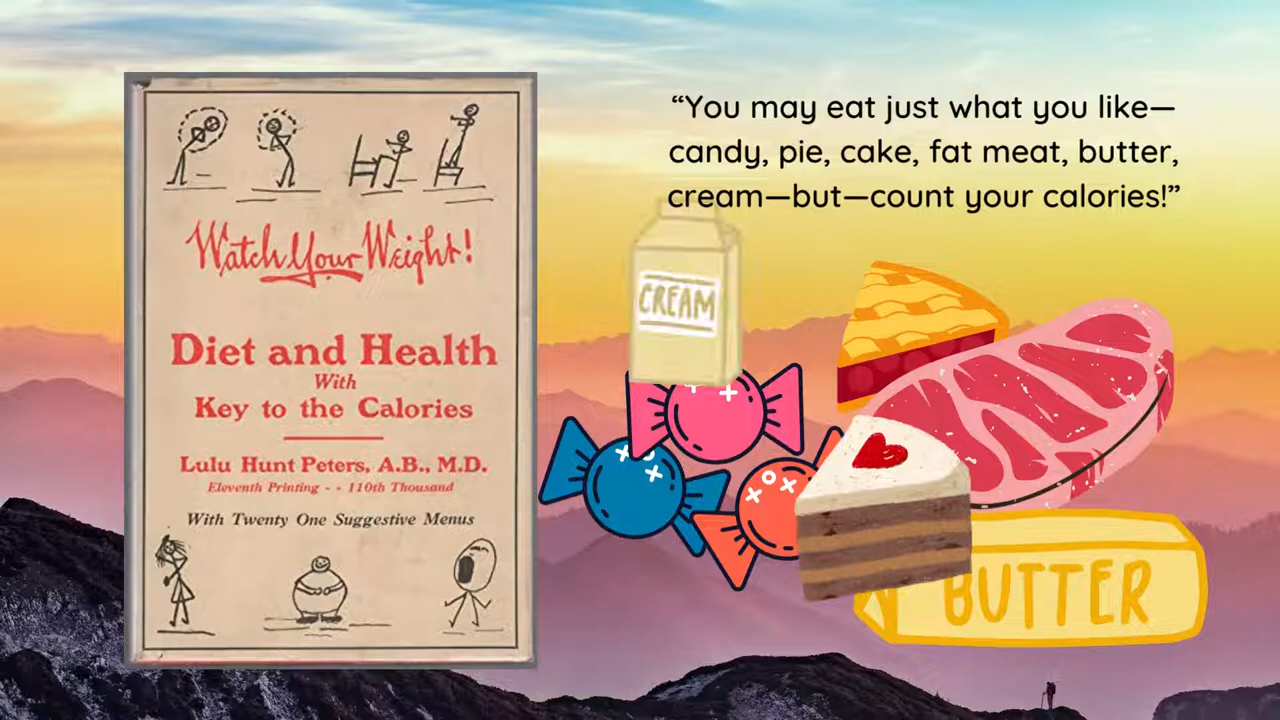 Watch Your Weight!
Diet and Health
With
Key to the Calories
Lulu Hunt Peters, A.B., M.D.
Eleventh Printing - - 110th Thousand
With Twenty One Suggestive Menus
“You may eat just what you like—
candy, pie, cake, fat meat, butter,
cream—but—count your calories!”
CREAM
BUTTER